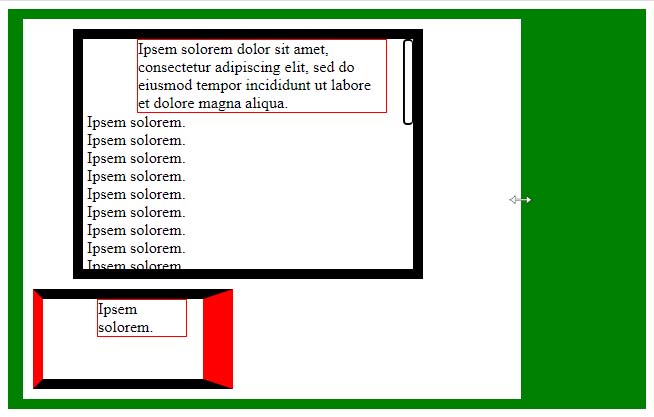 Ipsem solorem dolor sit amet,
consectetur adipiscing elit, sed do
eiusmod tempor incididunt ut labore
et dolore magna aliqua.
Ipsem solorem.
Ipsem solorem.
Ipsem solorem.
Ipsem solorem.
Ipsem solorem.
Ipsem solorem.
Ipsem solorem.
Ipsem solorem.
Ipsem solorem.
Ipsem
solorem.